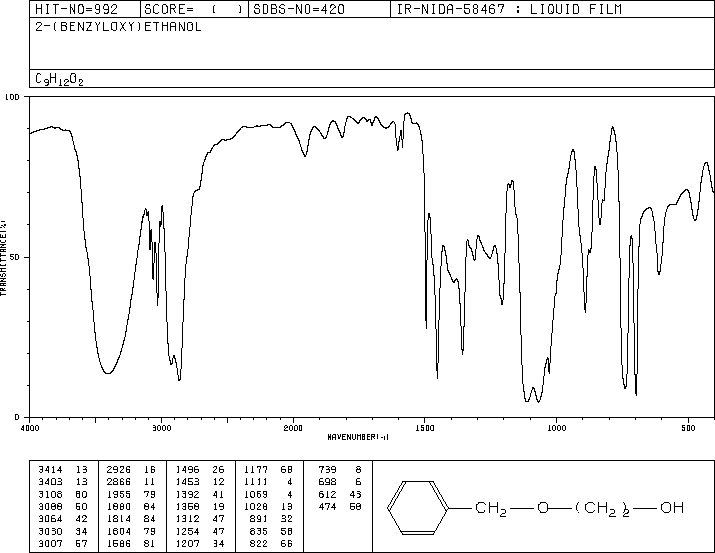 HIT-NO=992 SCORE= ( ) SDBS-NO=420 IR-NIDA-58467 : LIQUID FILM
2-(BENZYLOXY)ETHANOL
C9H12O2
100
50
0
TRANSMITTANCE(%)
4000 3000 2000 1500 1000 500
WAVENUMBER(-1)
3414 13 2926 16 1496 26 1177 68 739 8
3403 13 2866 11 1453 12 1111 4 698 6
3108 60 1955 79 1392 41 1069 4 612 43
3088 50 1880 84 1358 19 1028 13 474 58
3064 42 1814 84 1312 47 891 32
3030 34 1604 79 1254 47 835 58
3007 57 1586 81 1207 34 822 66
CH2 O (CH2)2 OH